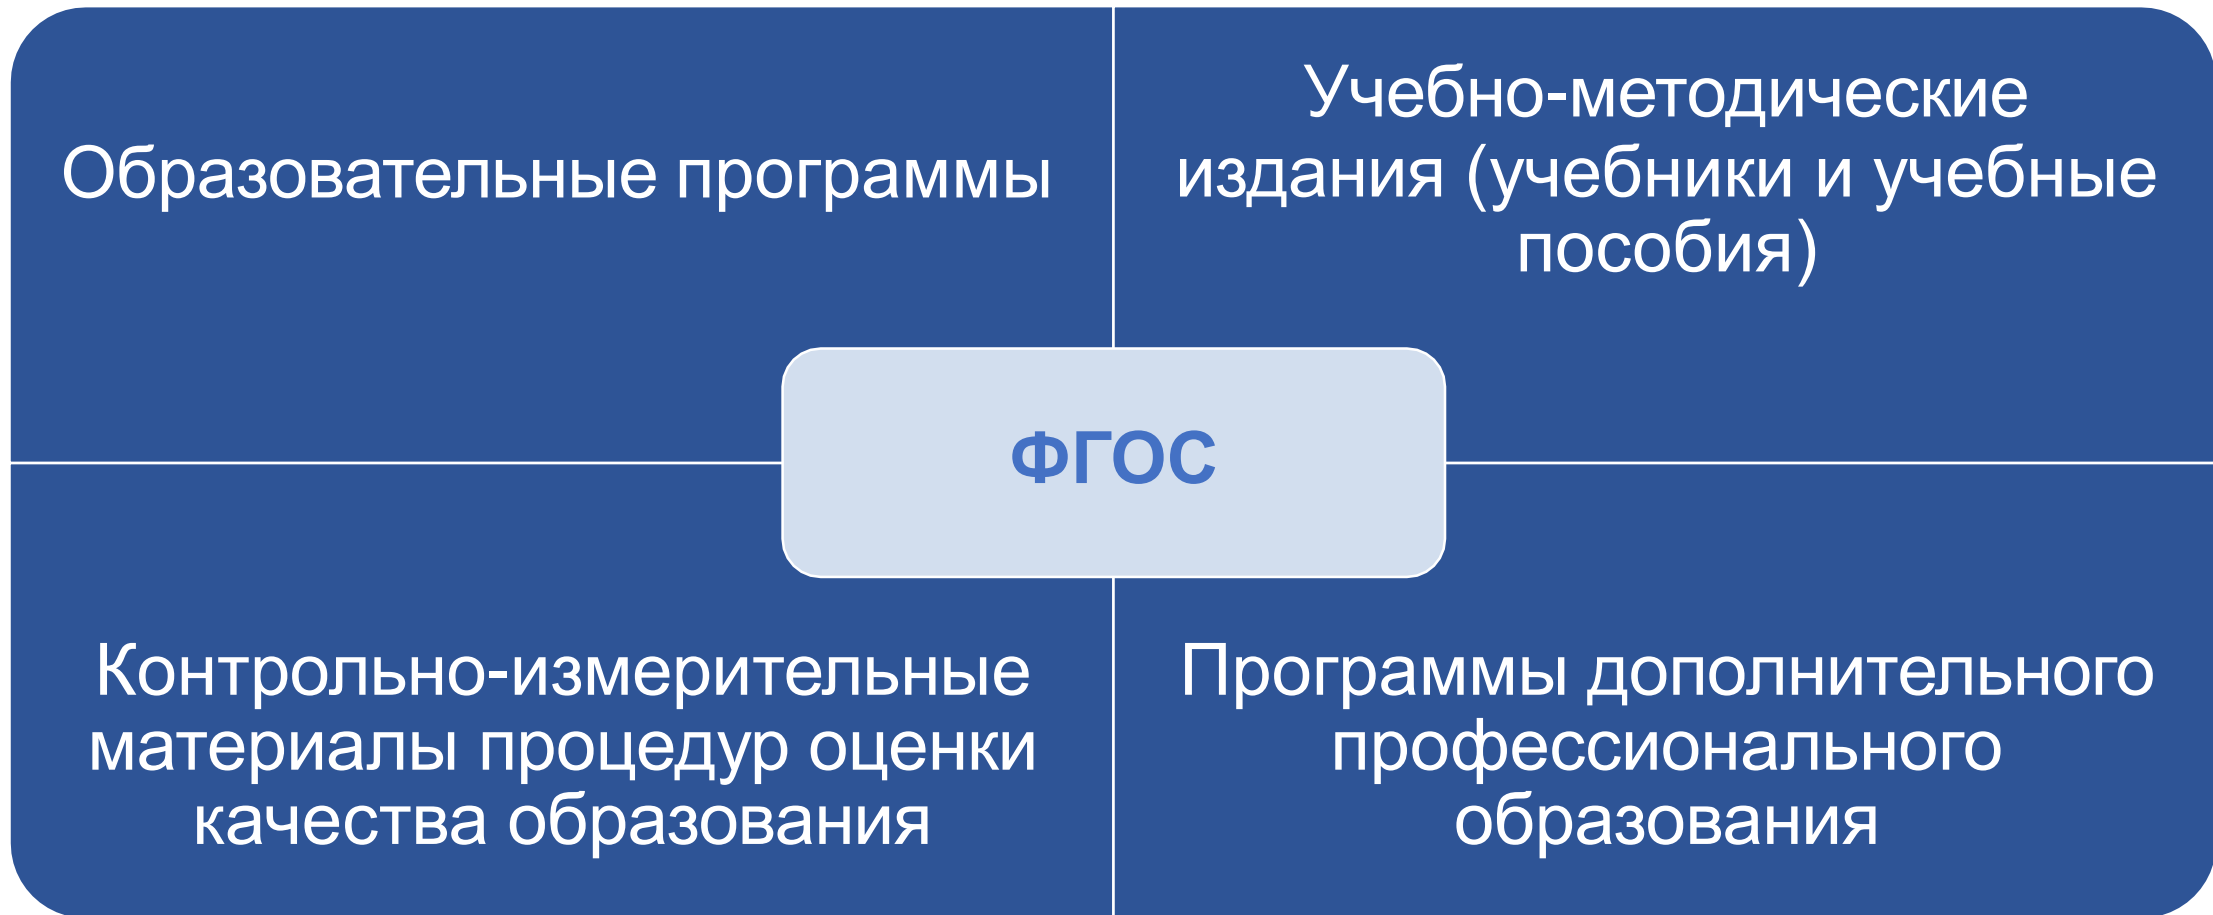 Образовательные программы
Учебно-методические
издания (учебники и учебные
пособия)
ФГОС
Контрольно-измерительные
материалы процедур оценки
качества образования
Программы дополнительного
профессионального
образования